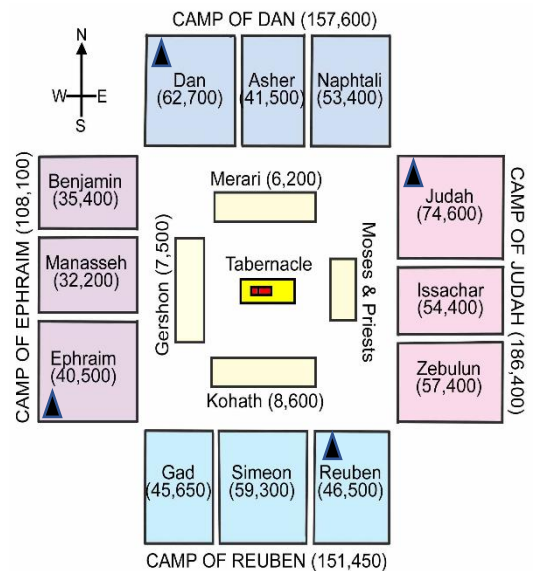 CAMP OF DAN (157,600)
N
W E
S
Dan
(62,700)
Asher
(41,500)
Naphtali
(53,400)
CAMP OF EPHRAIM (108,100)
Benjamin
(35,400)
Manasseh
(32,200)
Ephraim
(40,500)
Merari (6,200)
Gershon (7,500)
Tabernacle
Moses & Priests
Kohath (8,600)
Judah
(74,600)
Issachar
(54,400)
Zebulun
(57,400)
CAMP OF JUDAH (186,400)
Gad
(45,650)
Simeon
(59,300)
Reuben
(46,500)
CAMP OF REUBEN (151,450)